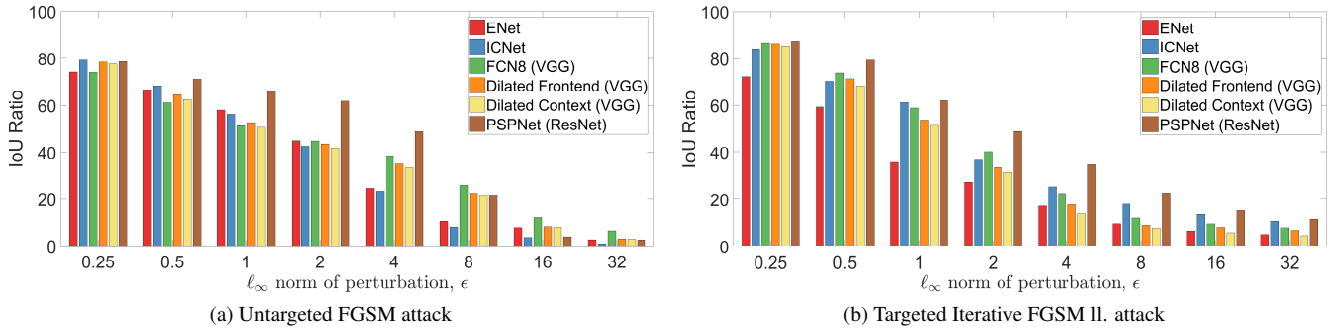 100
80
60
40
20
0
IoU Ratio
ENet
ICNet
FCN8 (VGG)
Dilated Frontend (VGG)
Dilated Context (VGG)
PSPNet (ResNet)
0.25 0.5 1 2 4 8 16 32
ℓ∞ norm of perturbation, ϵ
(a) Untargeted FGSM attack
100
80
60
40
20
0
IoU Ratio
ENet
ICNet
FCN8 (VGG)
Dilated Frontend (VGG)
Dilated Context (VGG)
PSPNet (ResNet)
0.25 0.5 1 2 4 8 16 32
ℓ∞ norm of perturbation, ϵ
(b) Targeted Iterative FGSM ll. attack